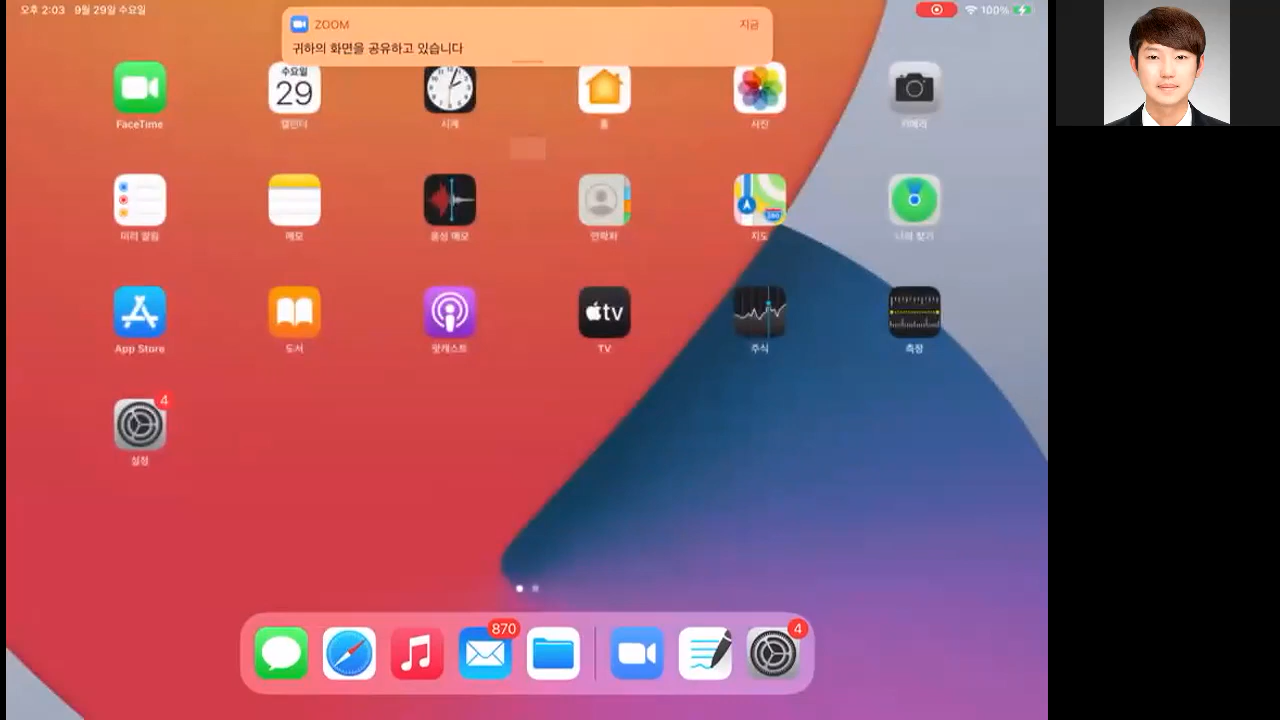 오후 2:03 9월 29일 수요일
100%
ZOOM
지금
귀하의 화면을 공유하고 있습니다
수요일
29
FaceTime
캘린더
시계
홈
사진
카메라
미리 알림
메모
음성 메모
연락처
지도
나의 찾기
280
App Store
도서
팟캐스트
tv
TV
주식
측정
4
설정
870
4